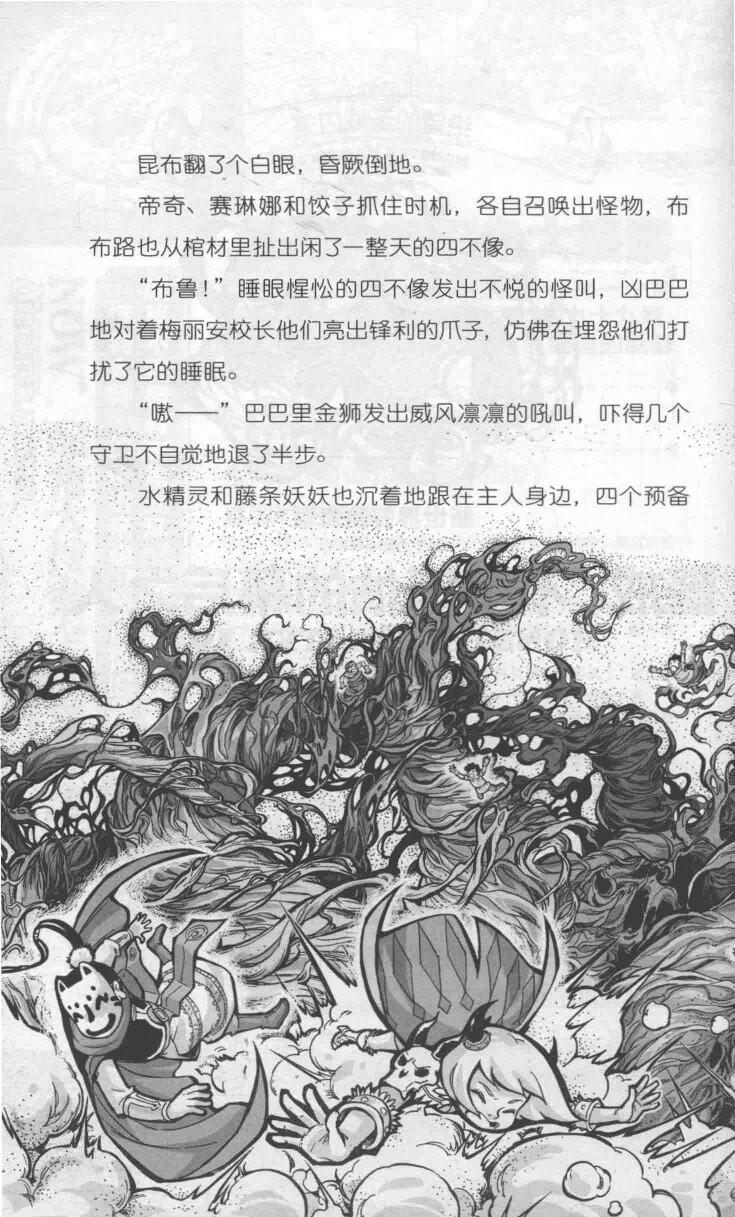 昆布翻了个白眼，昏厥倒地。
帝奇、赛琳娜和饺子抓住时机，各自召唤出怪物，布
布路也从棺材里扯出闲了一整天的四不像。
“布鲁！”睡眼惺忪的四不像发出不悦的怪叫，凶巴巴
地对着梅丽安校长他们亮出锋利的爪子，仿佛在埋怨他们打
扰了它的睡眠。
“嗷——”巴巴里金狮发出威风凛凛的吼叫，吓得几个
守卫不自觉地退了半步。
水精灵和藤条妖妖也沉着地跟在主人身边，四个预备